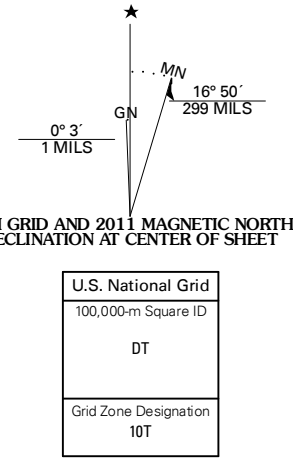 MN
GN
16° 50´
299 MILS
0° 3´
1 MILS
GRID AND 2011 MAGNETIC NORTH
ECLINATION AT CENTER OF SHEET
U.S. National Grid
100,000-m Square ID
DT
Grid Zone Designation
10T